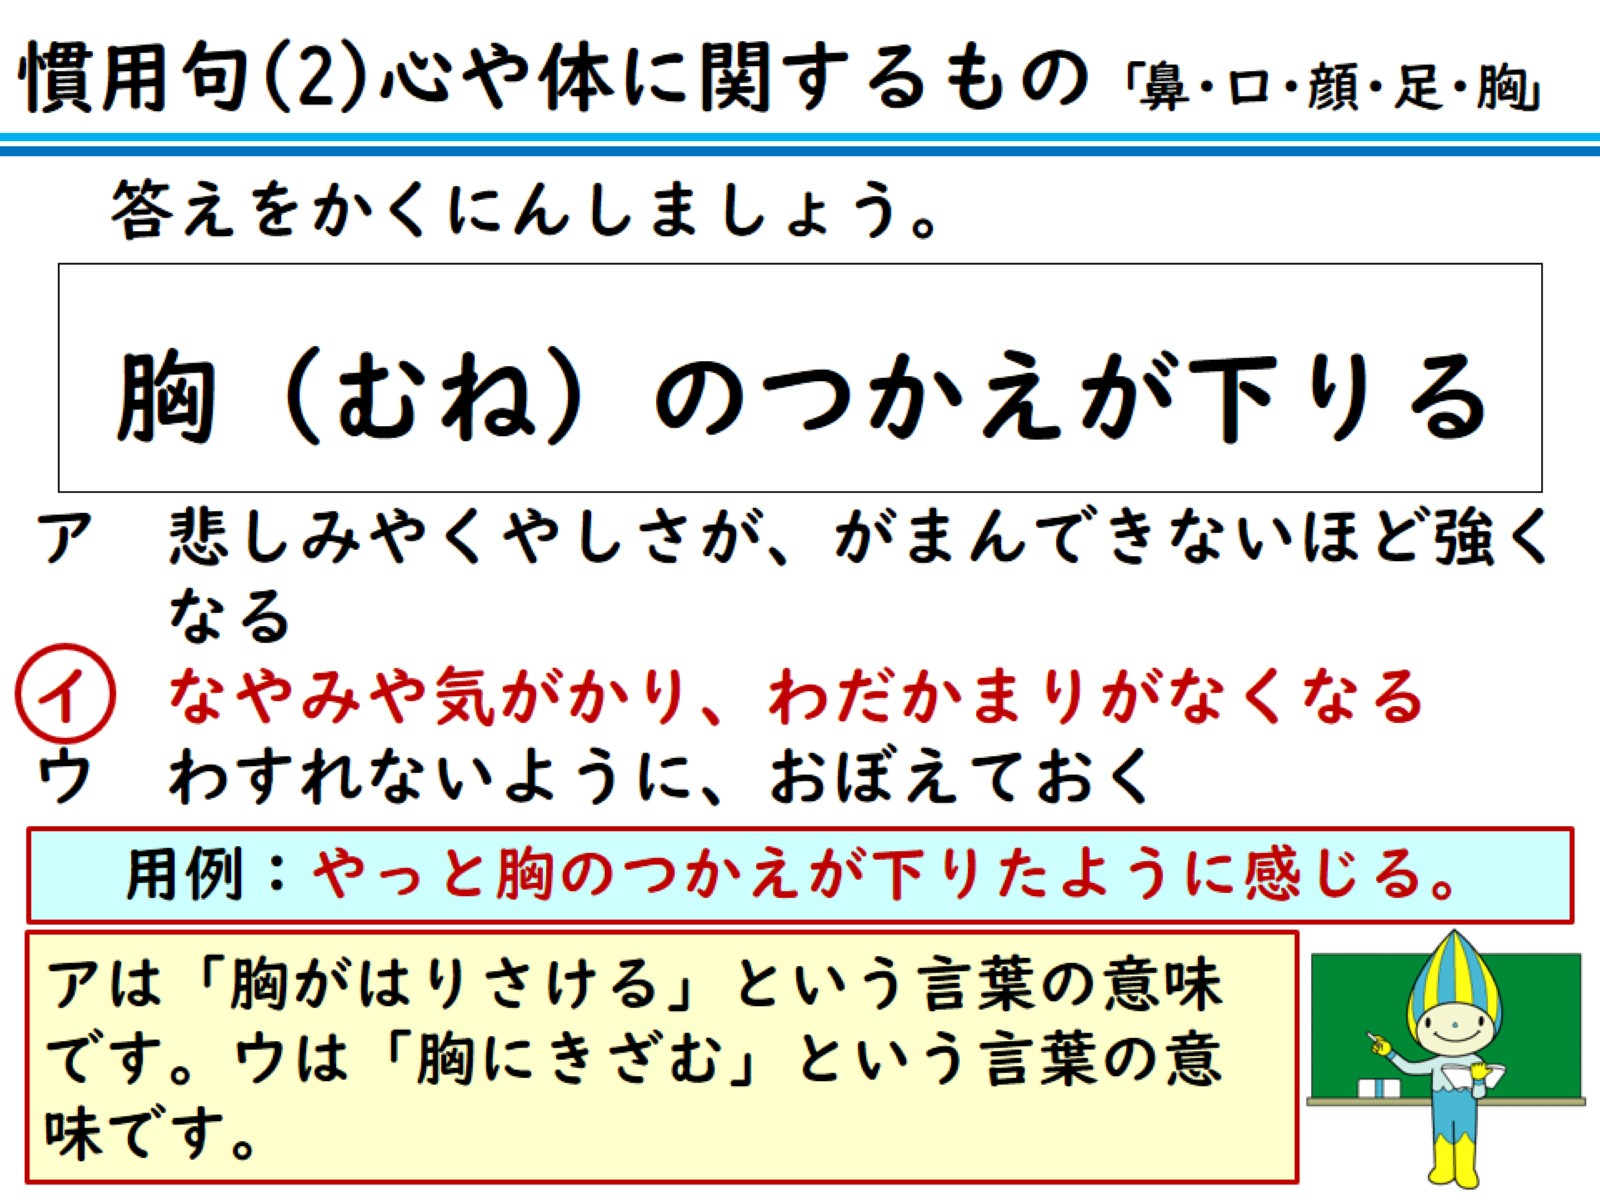 慣用句(2)心や体に関するもの「鼻・口・顔・足・胸」
答えをかくにんしましょう。
胸（むね）のつかえが下りる
ア　悲しみやくやしさが、がまんできないほど強く
なる
イ　なやみや気がかり、わだかまりがなくなる
ウ　わすれないように、おぼえておく
用例：やっと胸のつかえが下りたように感じる。
アは「胸がはりさける」という言葉の意味
です。ウは「胸にきざむ」という言葉の意
味です。